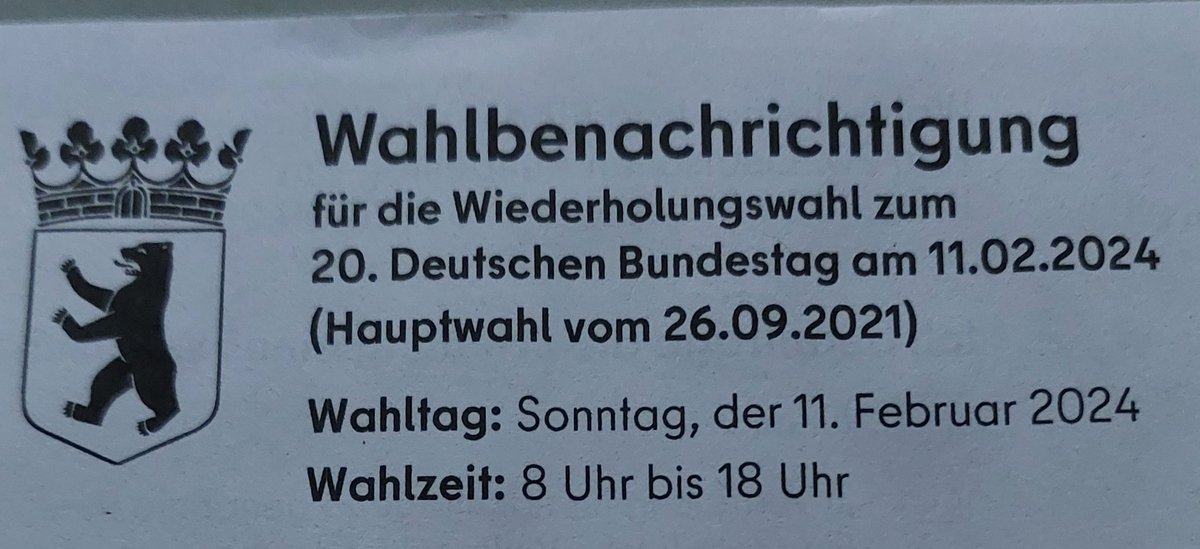 Wahlbenachrichtigung
für die Wiederholungswahl zum
20. Deutschen Bundestag am 11.02.2024
(Hauptwahl vom 26.09.2021)
Wahltag: Sonntag, der 11. Februar 2024
Wahlzeit: 8 Uhr bis 18 Uhr